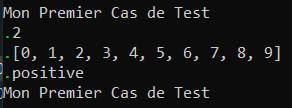 Mon Premier Cas de Test
.2
.[0, 1, 2, 3, 4, 5, 6, 7, 8, 9]
.positive
Mon Premier Cas de Test